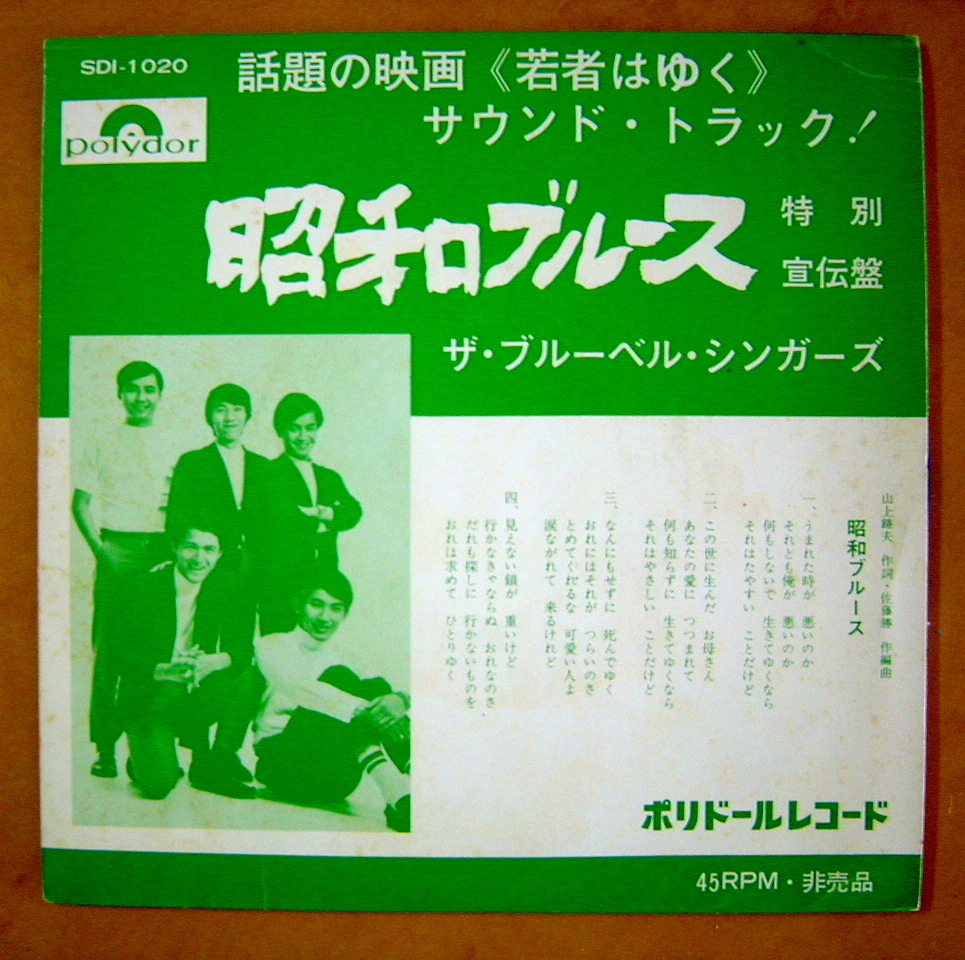 SDI-1020
polydor
話題の映画《若者はゆく》
サウンド・トラック!
昭和ブルース
特別
宣伝盤
ザ・ブルーベル・シンガーズ
山上路夫 作詞・佐藤勝 作編曲
昭和ブルース
一、うまれた時が 悪いのか
それとも俺が 悪いのか
何もしないで 生きてゆくなら
それはたやすい ことだけど
二、この世に生んだ お母さん
あなたの愛に つつまれて
何も知らずに 生きてゆくなら
それはやさしい ことだけど
三、なんにもせずに 死んでゆく
おれにはそれが つらいのさ
とめてくれるな 可愛い人よ
涙ながれて 来るけれど
四、見えない鎖が 重いけど
行かなきゃならぬ おれなのさ
だれも探しに 行かないものを
おれは求めて ひとりゆく
ポリドールレコード
45RPM・非売品